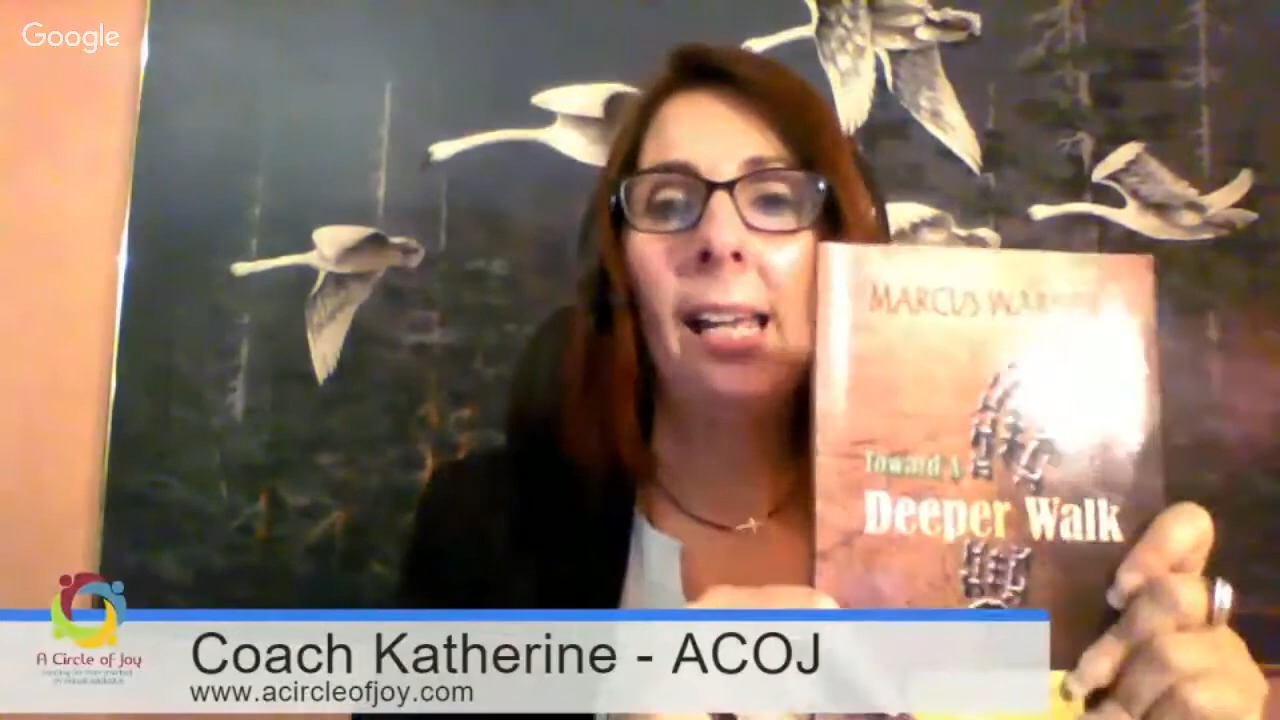 Google
MARCUS
Toward A
Deeper Walk
A Circle of Joy
Coach Katherine - ACOJ
www.acircleofjoy.com